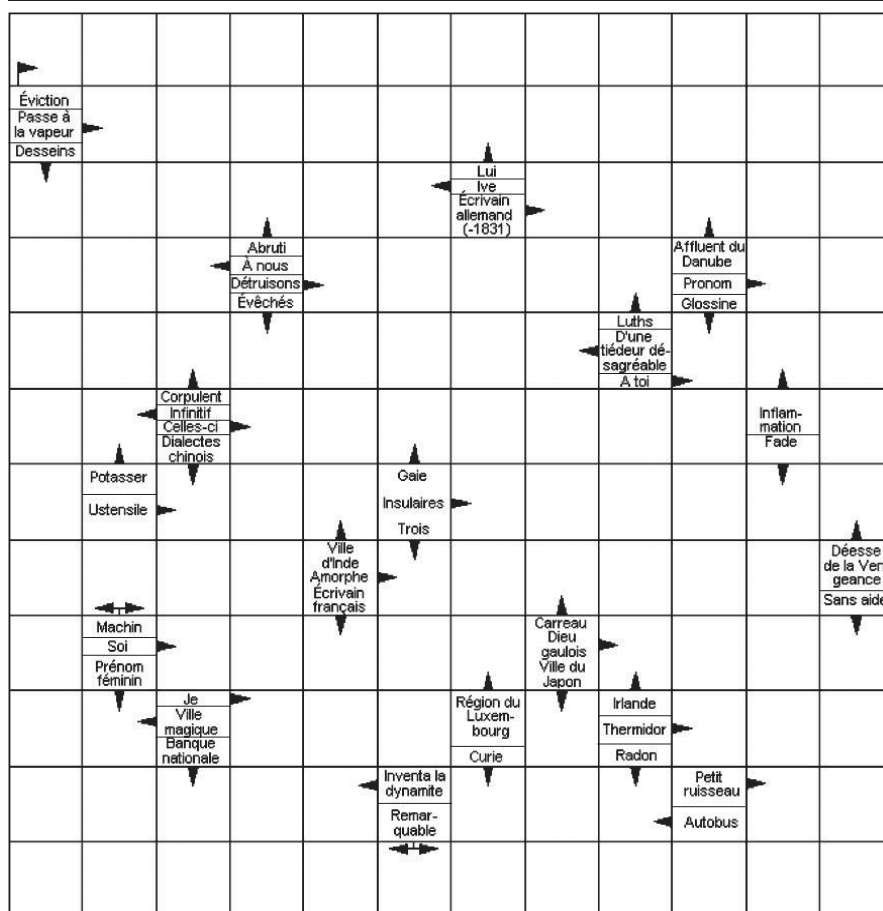 Éviction
Passe à
la vapeur
Desseins
Lui
Ive
Écrivain
allemand
(-1831)
Abruti
À nous
Détruisons
Évêchés
Affluent du
Danube
Pronom
Glossine
Luths
D'une
tiédeur dé-
sagréable
A toi
Corpulent
Infinitif
Celles-ci
Dialectes
chinois
Inflam-
mation
Fade
Potasser
Ustensile
Gaie
Insulaires
Trois
Ville
d'Inde
Amorphe
Écrivain
français
Déesse
de la Ven
geance
Sans aide
Machin
Soi
Prénom
féminin
Carreau
Dieu
gaulois
Ville du
Japon
Je
Ville
magique
Banque
nationale
Région du
Luxem-
bourg
Curie
Irlande
Thermidor
Radon
Inventa la
dynamite
Remar-
quable
Petit
ruisseau
Autobus